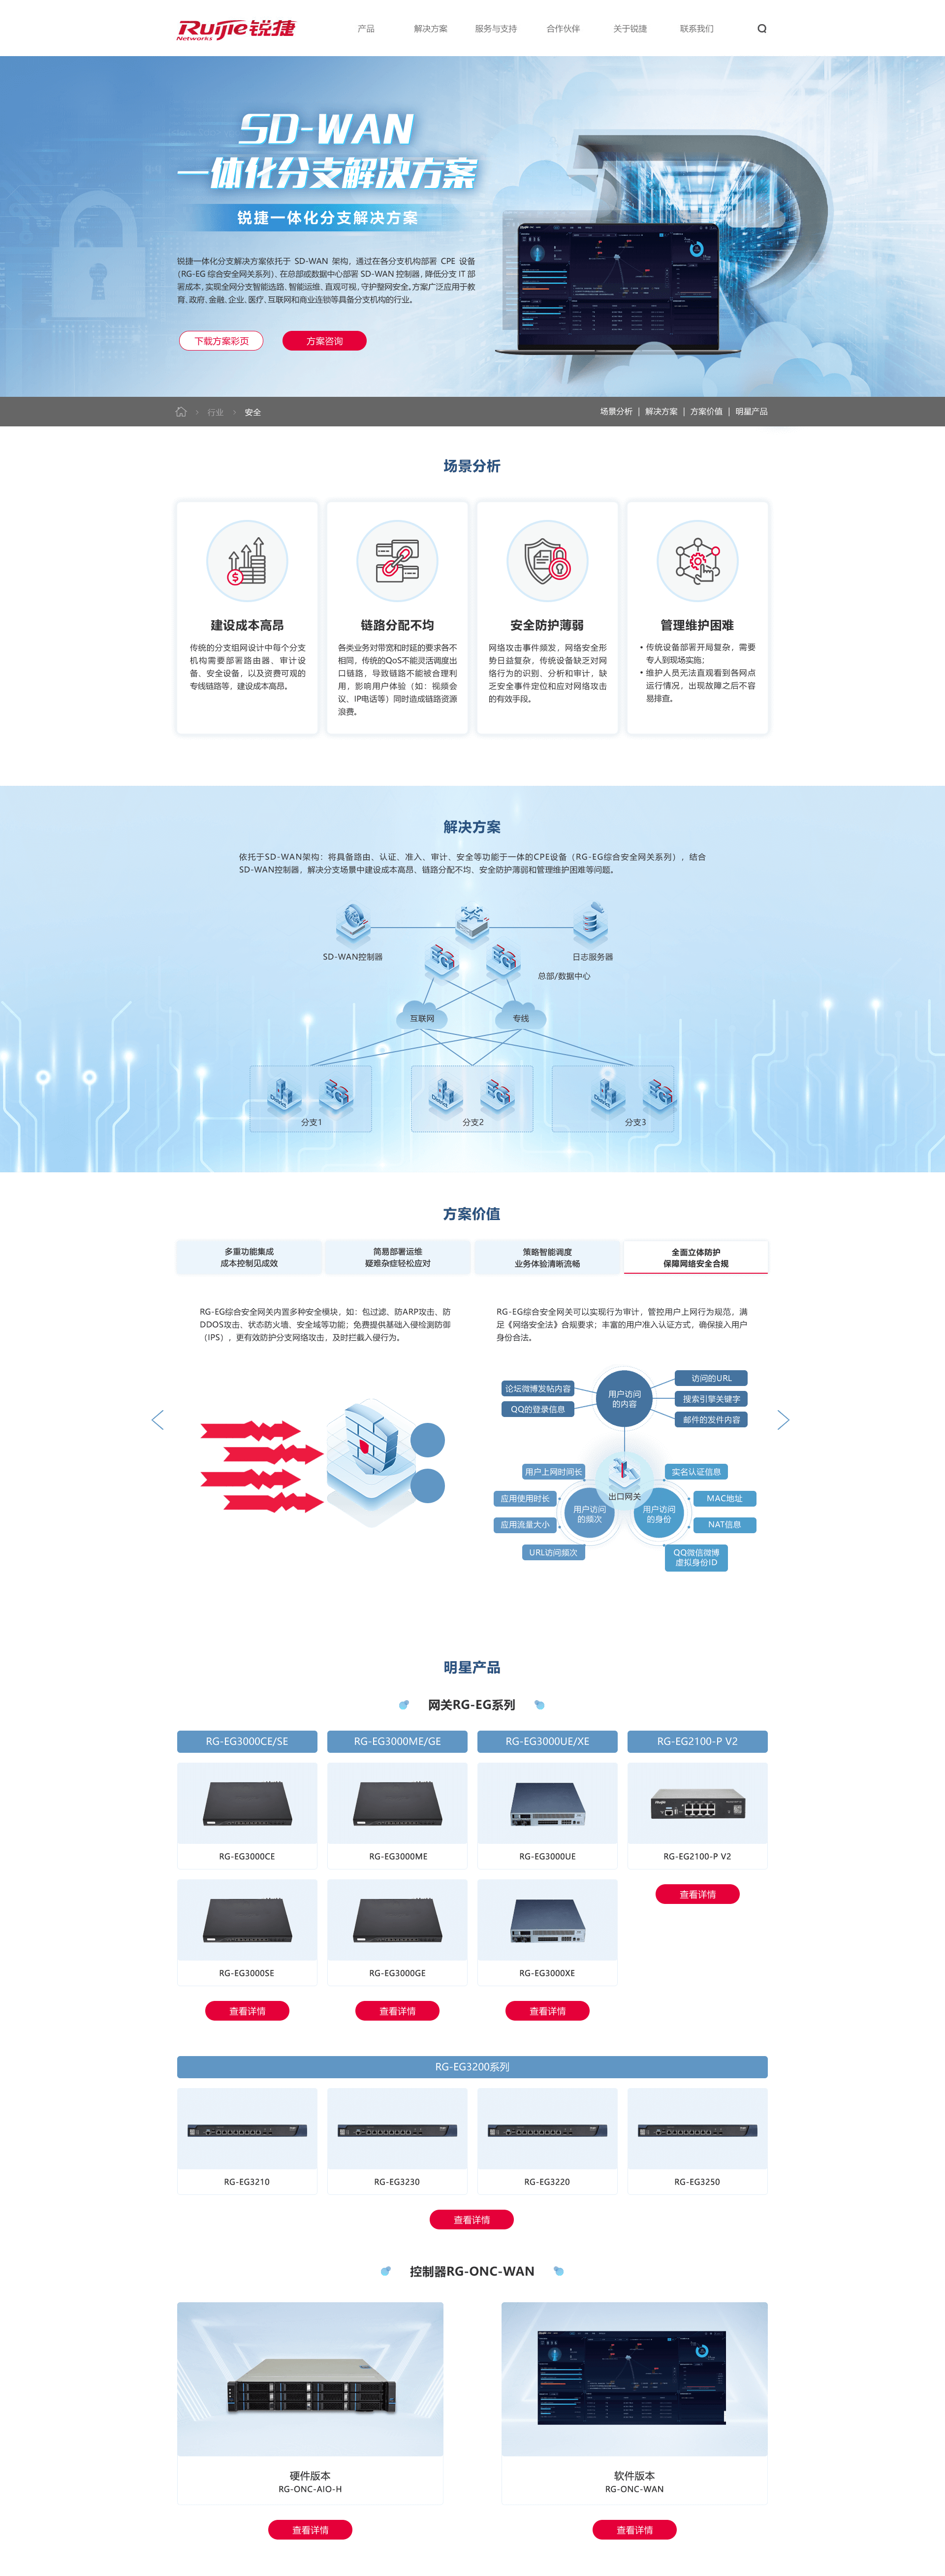 Ruijie锐捷
Networks
产品
解决方案
服务与支持
合作伙伴
关于锐捷
联系我们
SD-WAN
一体化分支解决方案
锐捷一体化分支解决方案
锐捷一体化分支解决方案依托于 SD-WAN 架构，通过在各分支机构部署 CPE 设备
（RG-EG 综合安全网关系列）、在总部或数据中心部署 SD-WAN 控制器，降低分支 IT 部
署成本，实现全网分支智能选路、智能运维、直观可视，守护整网安全。方案广泛应用于教
育、政府、金融、企业、医疗、互联网和商业连锁等具备分支机构的行业。
下载方案彩页
方案咨询
行业
安全
场景分析 | 解决方案 | 方案价值 | 明星产品
场景分析
建设成本高昂
传统的分支组网设计中每个分支
机构需要部署路由器、审计设
备、安全设备，以及资费可观的
专线链路等，建设成本高昂。
链路分配不均
各类业务对带宽和时延的要求各不
相同，传统的QoS不能灵活调度出
口链路，导致链路不能被合理利
用，影响用户体验（如：视频会
议、IP电话等）同时造成链路资源
浪费。
安全防护薄弱
网络攻击事件频发，网络安全形
势日益复杂，传统设备缺乏对网
络行为的识别、分析和审计，缺
乏安全事件定位和应对网络攻击
的有效手段。
管理维护困难
• 传统设备部署开局复杂，需要
专人到现场实施；
• 维护人员无法直观看到各网点
运行情况，出现故障之后不容
易排查。
解决方案
依托于SD-WAN架构：将具备路由、认证、准入、审计、安全等功能于一体的CPE设备（RG-EG综合安全网关系列），结合
SD-WAN控制器，解决分支场景中建设成本高昂、链路分配不均、安全防护薄弱和管理维护困难等问题。
SD-WAN控制器
日志服务器
EG
EG
总部/数据中心
互联网
专线
EG
EG
EG
分支1
分支2
分支3
方案价值
多重功能集成
成本控制见成效
简易部署运维
疑难杂症轻松应对
策略智能调度
业务体验清晰流畅
全面立体防护
保障网络安全合规
RG-EG综合安全网关内置多种安全模块，如：包过滤、防ARP攻击、防
DDOS攻击、状态防火墙、安全域等功能；免费提供基础入侵检测防御
（IPS），更有效防护分支网络攻击，及时拦截入侵行为。
RG-EG综合安全网关可以实现行为审计，管控用户上网行为规范，满
足《网络安全法》合规要求；丰富的用户准入认证方式，确保接入用户
身份合法。
论坛微博发帖内容
QQ的登录信息
用户访问
的内容
访问的URL
搜索引擎关键字
邮件的发件内容
用户上网时间长
应用使用时长
应用流量大小
URL访问频次
用户访问
的频次
出口网关
用户访问
的身份
实名认证信息
MAC地址
NAT信息
QQ微信微博
虚拟身份ID
明星产品
网关RG-EG系列
RG-EG3000CE/SE
RG-EG3000ME/GE
RG-EG3000UE/XE
RG-EG2100-P V2
RG-EG3000CE
RG-EG3000ME
RG-EG3000UE
RG-EG2100-P V2
查看详情
RG-EG3000SE
RG-EG3000GE
RG-EG3000XE
查看详情
查看详情
查看详情
RG-EG3200系列
RG-EG3210
RG-EG3230
RG-EG3220
RG-EG3250
查看详情
控制器RG-ONC-WAN
硬件版本
RG-ONC-AIO-H
软件版本
RG-ONC-WAN
查看详情
查看详情